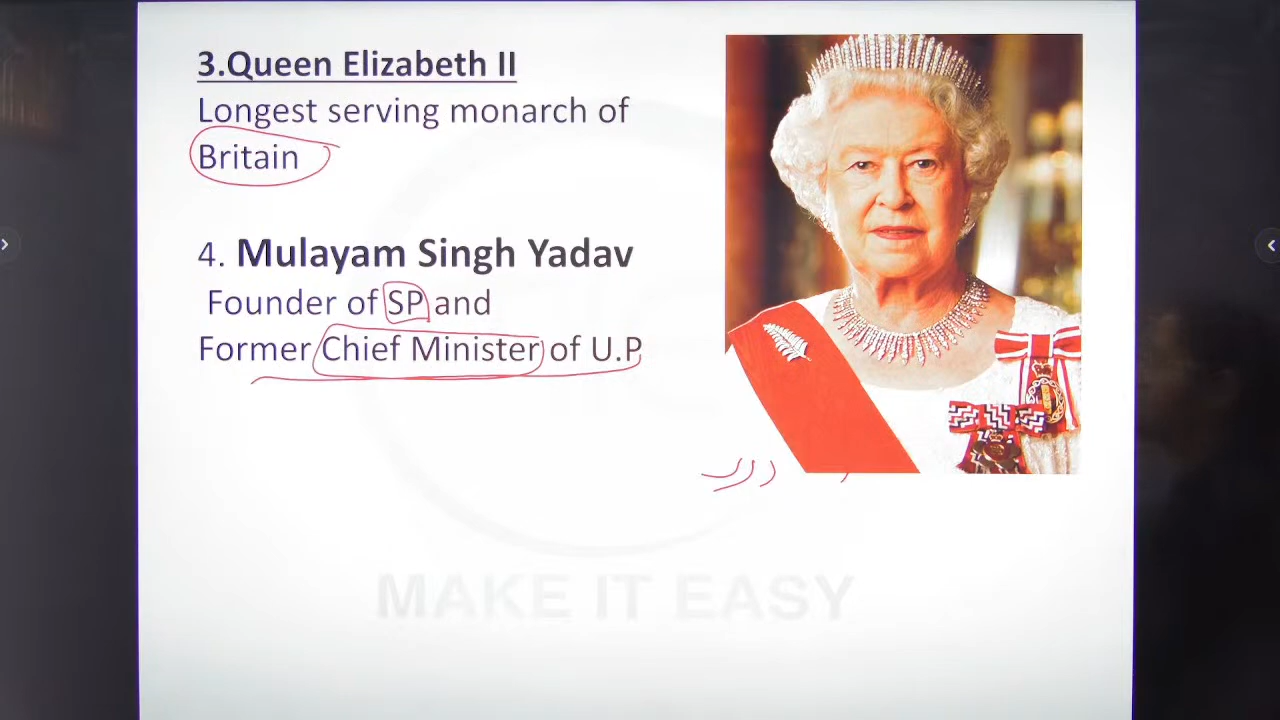 3.Queen Elizabeth II
Longest serving monarch of
Britain
4. Mulayam Singh Yadav
Founder of SP and
Former Chief Minister of U.P
MAKE IT EASY